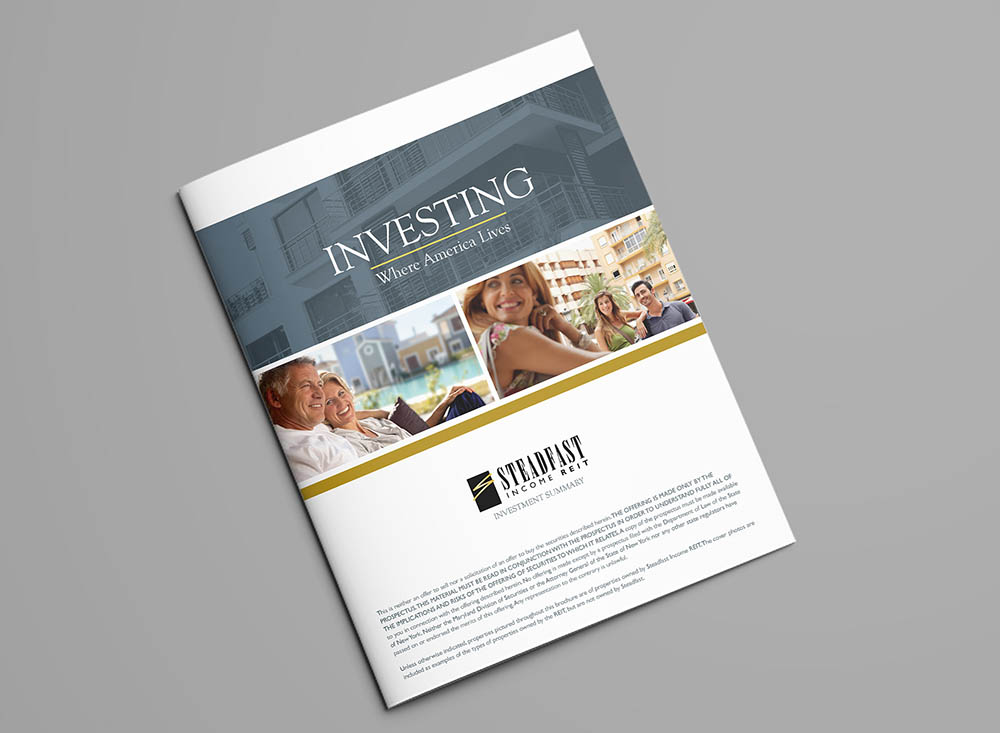 INVESTING
Where America Lives
STEADFAST
INCOME REIT
INVESTMENT SUMMARY
This is neither an offer to sell nor a solicitation of an offer to buy the securities described herein. THE OFFERING IS MADE ONLY BY THE
PROSPECTUS. THIS MATERIAL MUST BE READ IN CONJUNCTION WITH THE PROSPECTUS IN ORDER TO UNDERSTAND FULLY ALL OF
THE IMPLICATIONS AND RISKS OF THE OFFERING OF SECURITIES TO WHICH IT RELATES. A copy of the prospectus must be made available
to you in connection with the offering described herein. No offering is made except by a prospectus filed with the Department of Law of the State
of New York. Neither the Maryland Division of Securities or the Attorney General of the State of New York nor any other state regulators have
passed on or endorsed the merits of this offering. Any representation to the contrary is unlawful.
Unless otherwise indicated, properties pictured throughout this brochure are of properties owned by Steadfast Income REIT. The cover photos are
included as examples of the types of properties owned by the REIT, but are not owned by Steadfast.